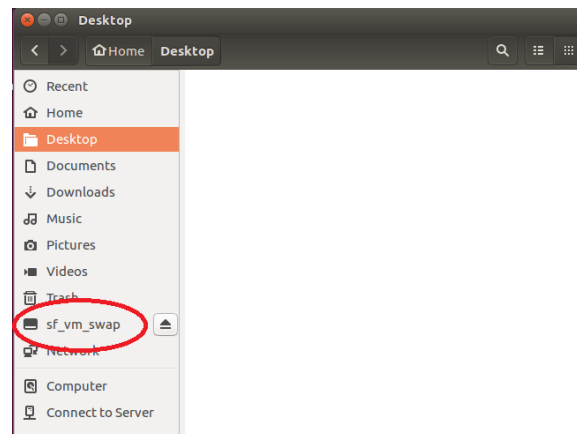 Desktop
Home Desktop
Recent
Home
Desktop
Documents
Downloads
Music
Pictures
Videos
Trash
sf_vm_swap
Network
Computer
Connect to Server